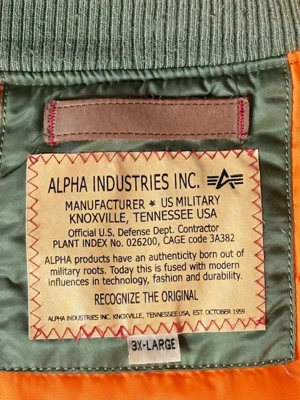 ALPHA INDUSTRIES INC.
MANUFACTURER ★ US MILITARY
KNOXVILLE, TENNESSEE USA
Official U.S. Defense Dept. Contractor
PLANT INDEX No. 026200, CAGE code 3A382
ALPHA products have an authenticity born out of
military roots. Today this is fused with modern
influences in technology, fashion and durability.
RECOGNIZE THE ORIGINAL
ALPHA INDUSTRIES INC. KNOXVILLE, TENNESSEE USA, EST. OCTOBER 1959
3X-LARGE